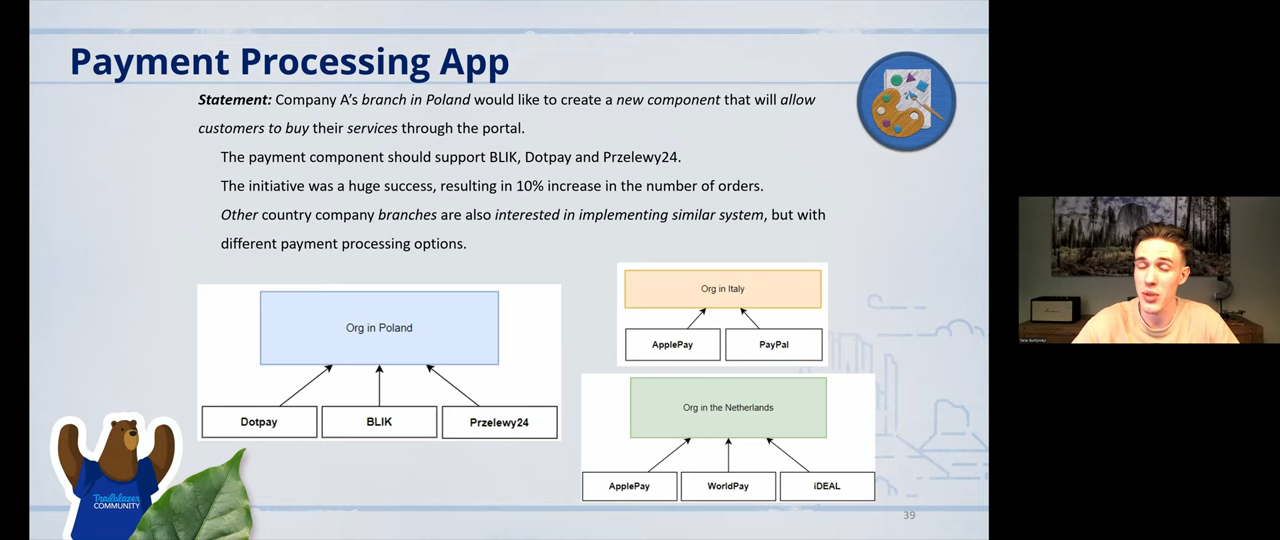 Payment Processing App
Statement: Company A's branch in Poland would like to create a new component that will allow
customers to buy their services through the portal.
The payment component should support BLIK, Dotpay and Przelewy24.
The initiative was a huge success, resulting in 10% increase in the number of orders.
Other country company branches are also interested in implementing similar system, but with
different payment processing options.
Org in Poland
Dotpay
BLIK
Przelewy24
Org in Italy
ApplePay
PayPal
Org in the Netherlands
ApplePay
WorldPay
iDEAL
Trailblazer
COMMUNITY
39